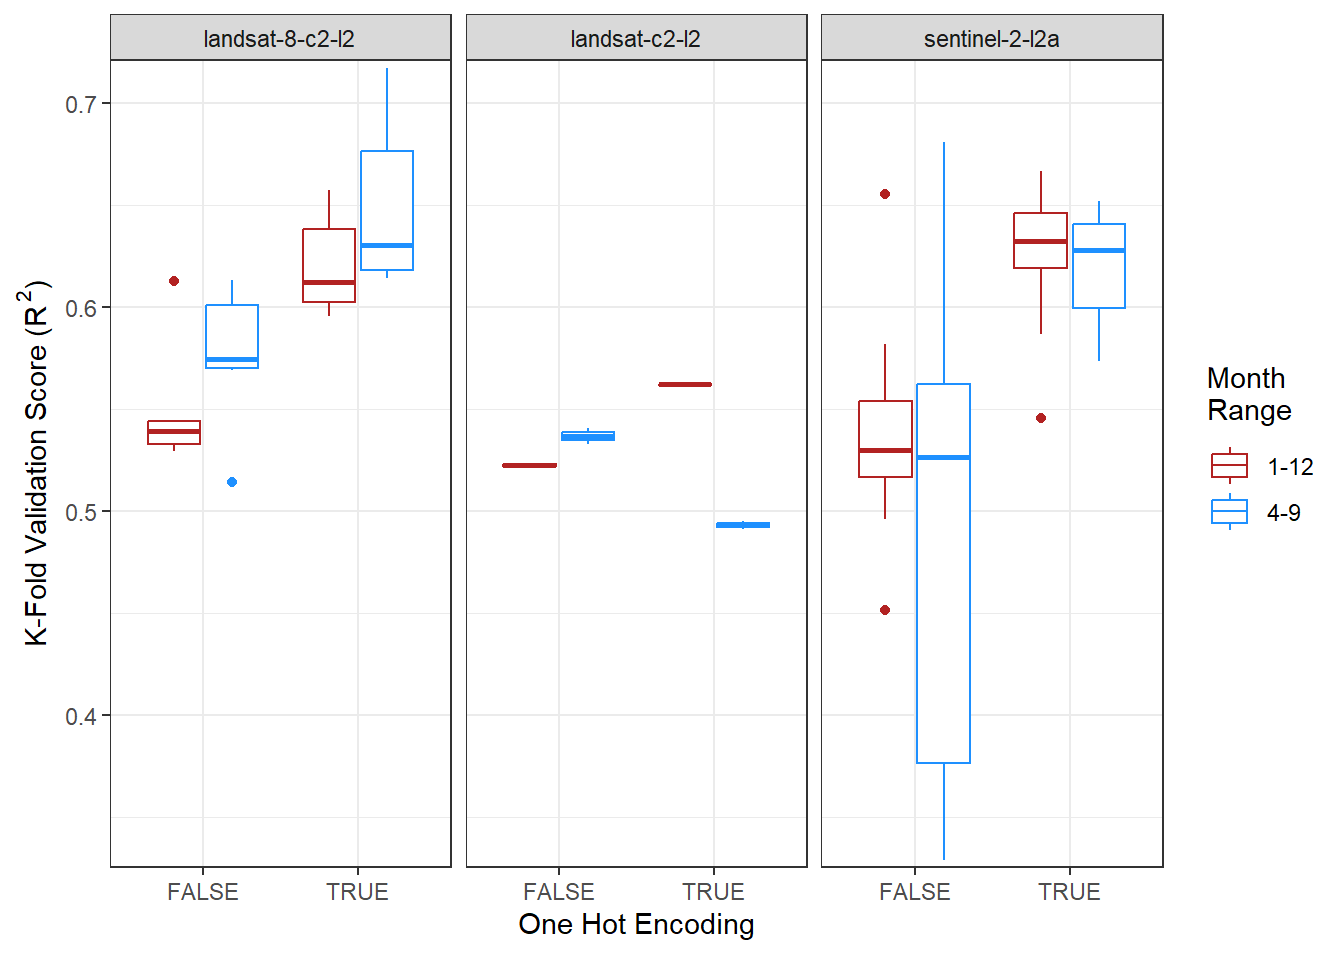 landsat-8-c2-l2
landsat-c2-l2
sentinel-2-l2a
0.7
0.6
0.5
0.4
K-Fold Validation Score (R²)
FALSE
TRUE
FALSE
TRUE
FALSE
TRUE
One Hot Encoding
Month
Range
1-12
4-9